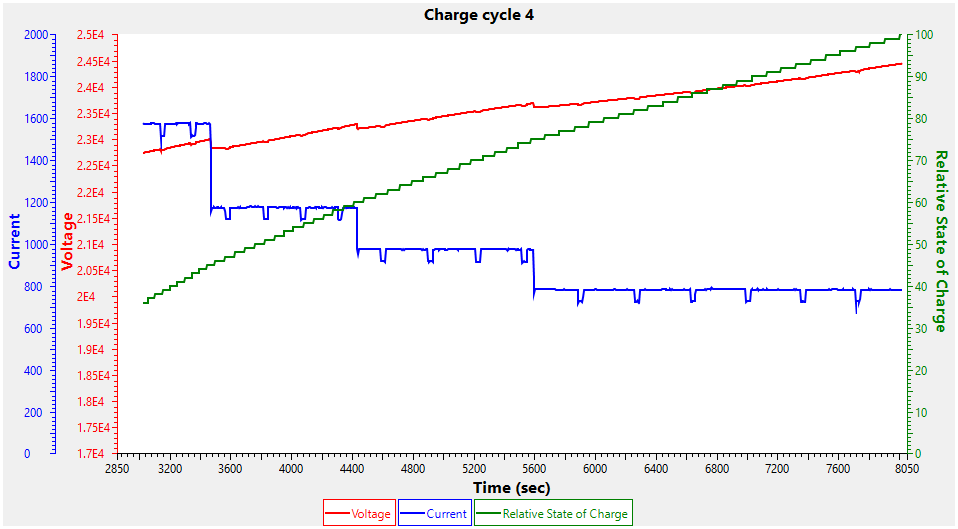 Charge cycle 4
2000
1800
1600
1400
1200
1000
800
600
400
200
0
Current
2.5E4
2.45E4
2.4E4
2.35E4
2.3E4
2.25E4
2.2E4
2.15E4
2.1E4
2.05E4
2E4
1.95E4
1.9E4
1.85E4
1.8E4
1.75E4
1.7E4
Voltage
100
90
80
70
60
50
40
30
20
10
0
Relative State of Charge
2850 3200 3600 4000 4400 4800 5200 5600 6000 6400 6800 7200 7600 8050
Time (sec)
Voltage Current Relative State of Charge